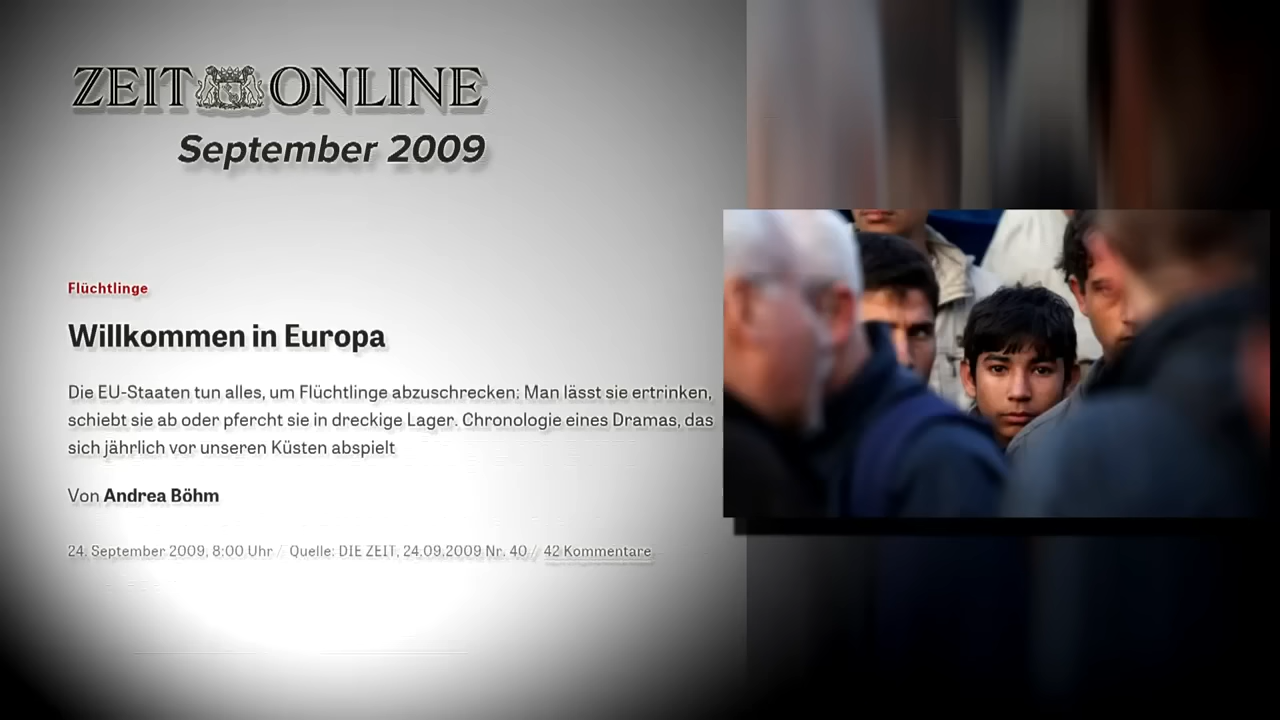 ZEIT ONLINE
September 2009
Flüchtlinge
Willkommen in Europa
Die EU-Staaten tun alles, um Flüchtlinge abzuschrecken: Man lässt sie ertrinken,
schiebt sie ab oder pfercht sie in dreckige Lager. Chronologie eines Dramas, das
sich jährlich vor unseren Küsten abspielt
Von Andrea Böhm
24. September 2009, 8:00 Uhr / Quelle: DIE ZEIT, 24.09.2009 Nr. 40 / 42 Kommentare